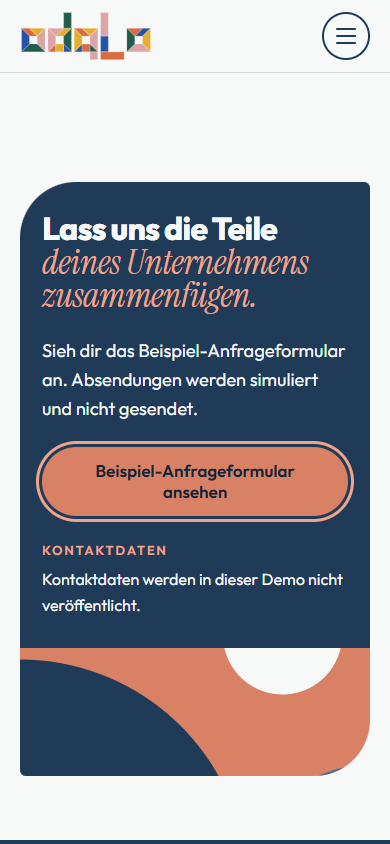 adqLo
Lass uns die Teile
deines Unternehmens
zusammenfügen.
Sieh dir das Beispiel-Anfrageformular
an. Absendungen werden simuliert
und nicht gesendet.
Beispiel-Anfrageformular
ansehen
KONTAKTDATEN
Kontaktdaten werden in dieser Demo nicht
veröffentlicht.